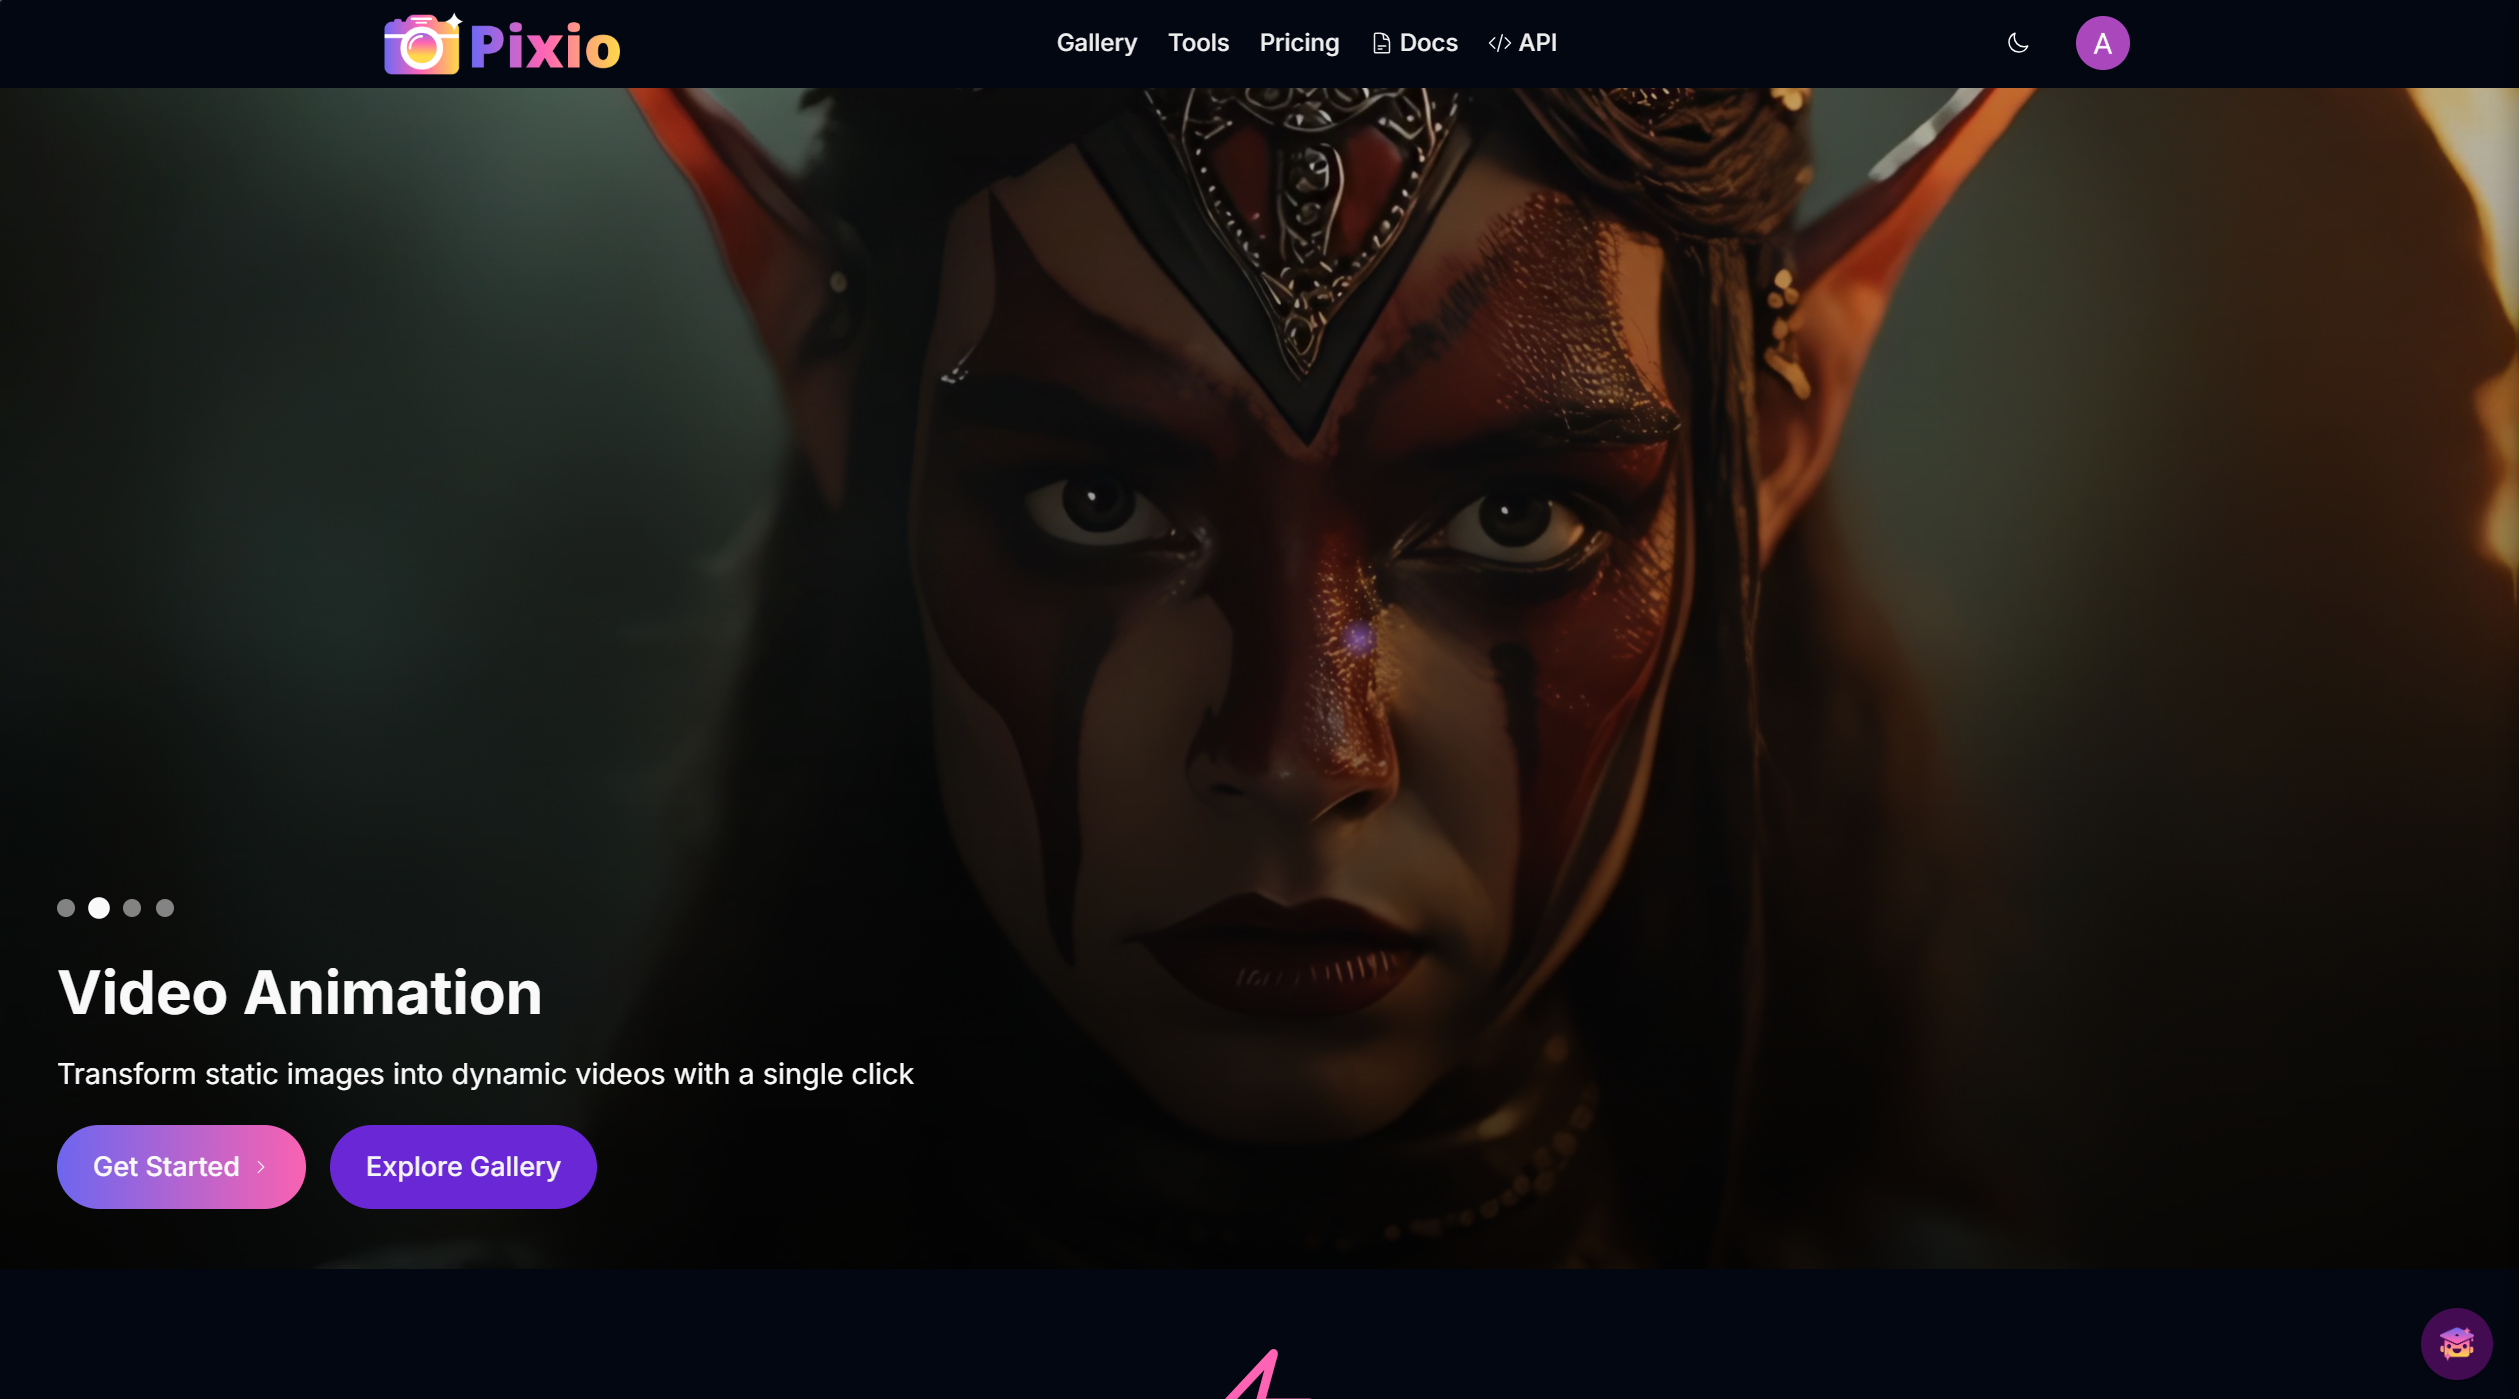 Pixio
Gallery Tools Pricing Docs </> API
A
Video Animation
Transform static images into dynamic videos with a single click
Get Started
Explore Gallery